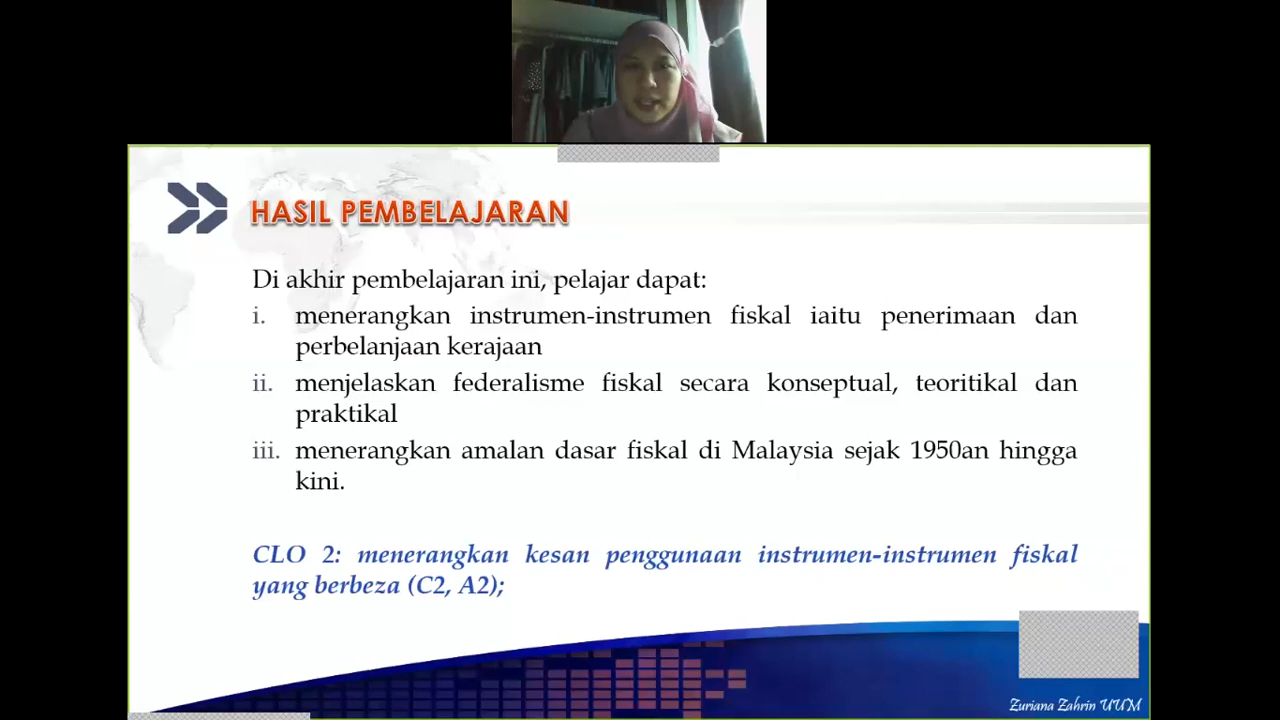 HASIL PEMBELAJARAN
Di akhir pembelajaran ini, pelajar dapat:
i. menerangkan instrumen-instrumen fiskal iaitu penerimaan dan
perbelanjaan kerajaan
ii. menjelaskan federalisme fiskal secara konseptual, teoritikal dan
praktikal
iii. menerangkan amalan dasar fiskal di Malaysia sejak 1950an hingga
kini.
CLO 2: menerangkan kesan penggunaan instrumen-instrumen fiskal
yang berbeza (C2, A2);
Zuriana Zahrin UUM